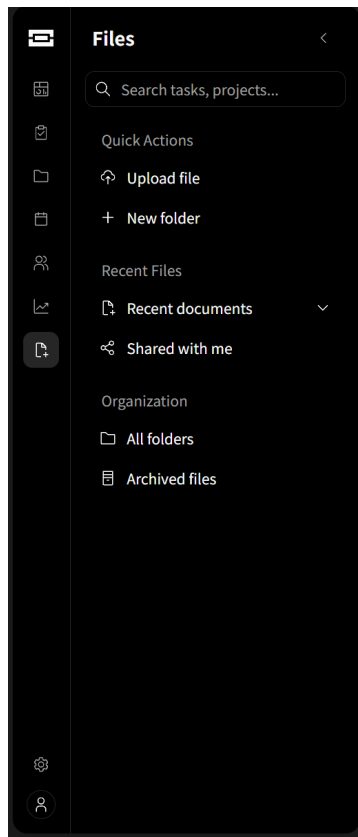 Files
Search tasks, projects...
Quick Actions
Upload file
New folder
Recent Files
Recent documents
Shared with me
Organization
All folders
Archived files